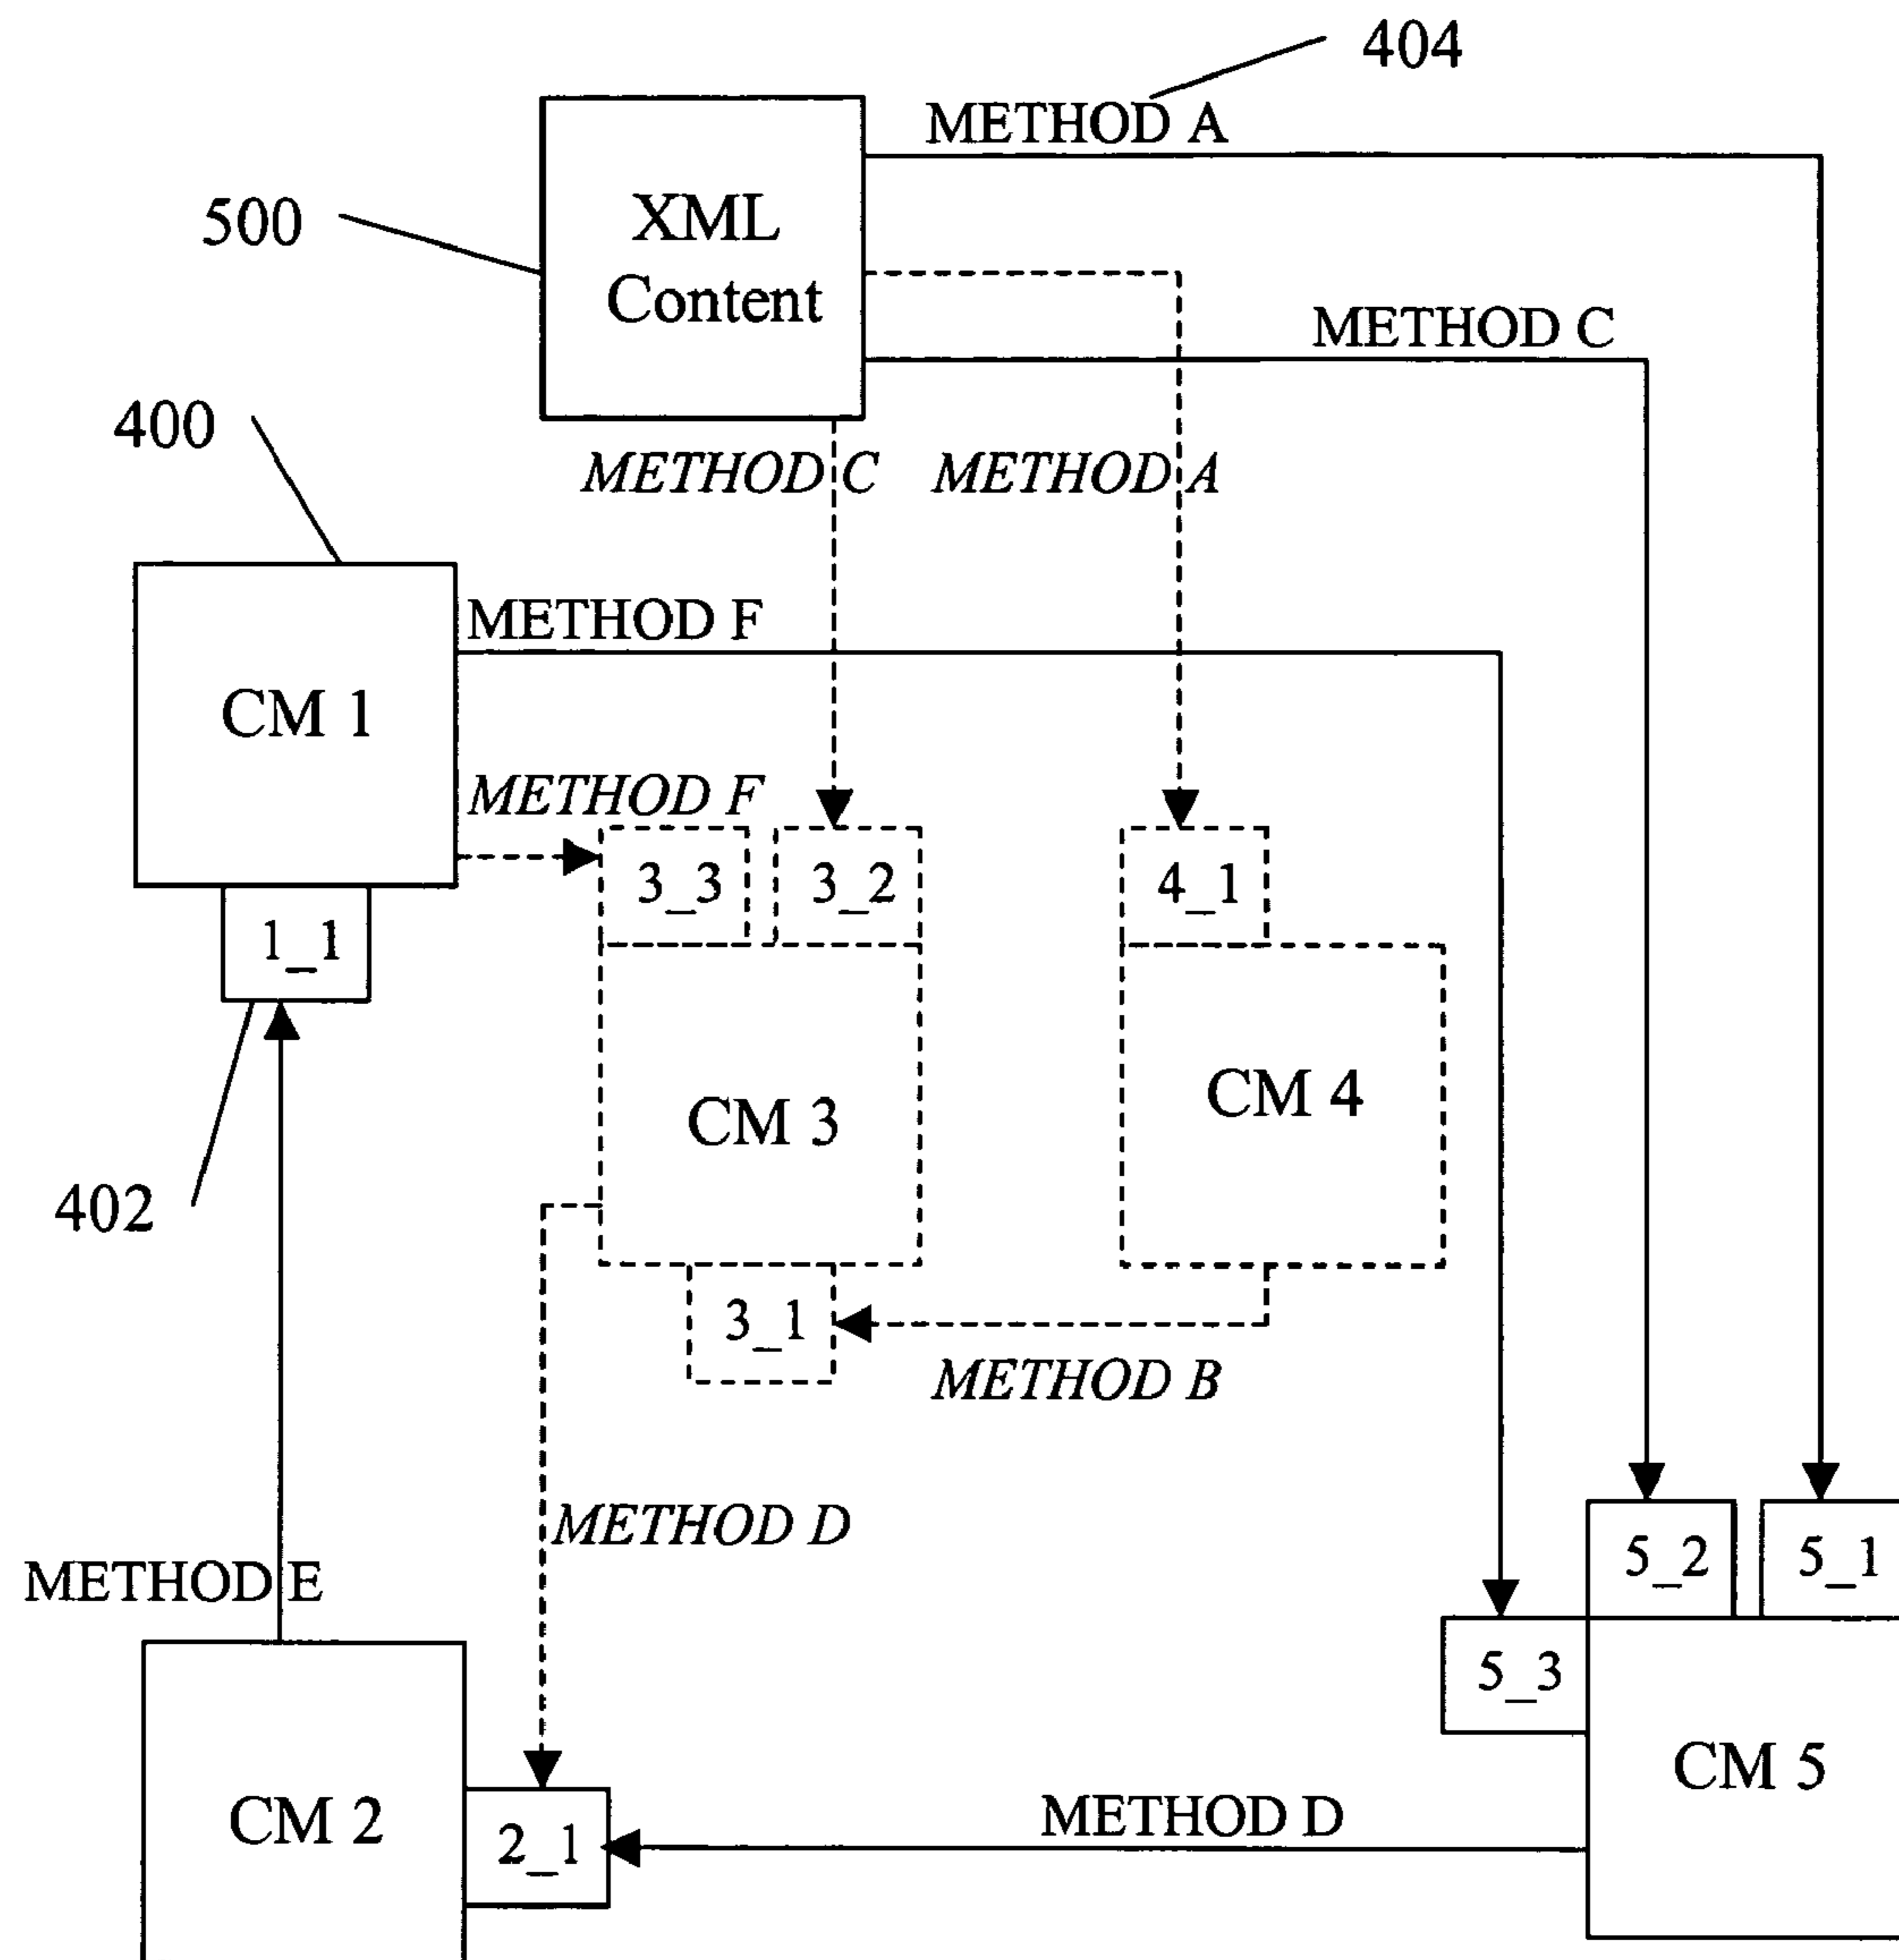 404
METHOD A
XML
Content
500
METHOD C
400
METHOD C
METHOD A
METHOD F
CM 1
METHOD F
3_3
3_2
4_1
1_1
CM 3
CM 4
402
3_1
METHOD B
METHOD D
METHOD E
5_2
5_1
5_3
CM 5
CM 2
METHOD D
2_1